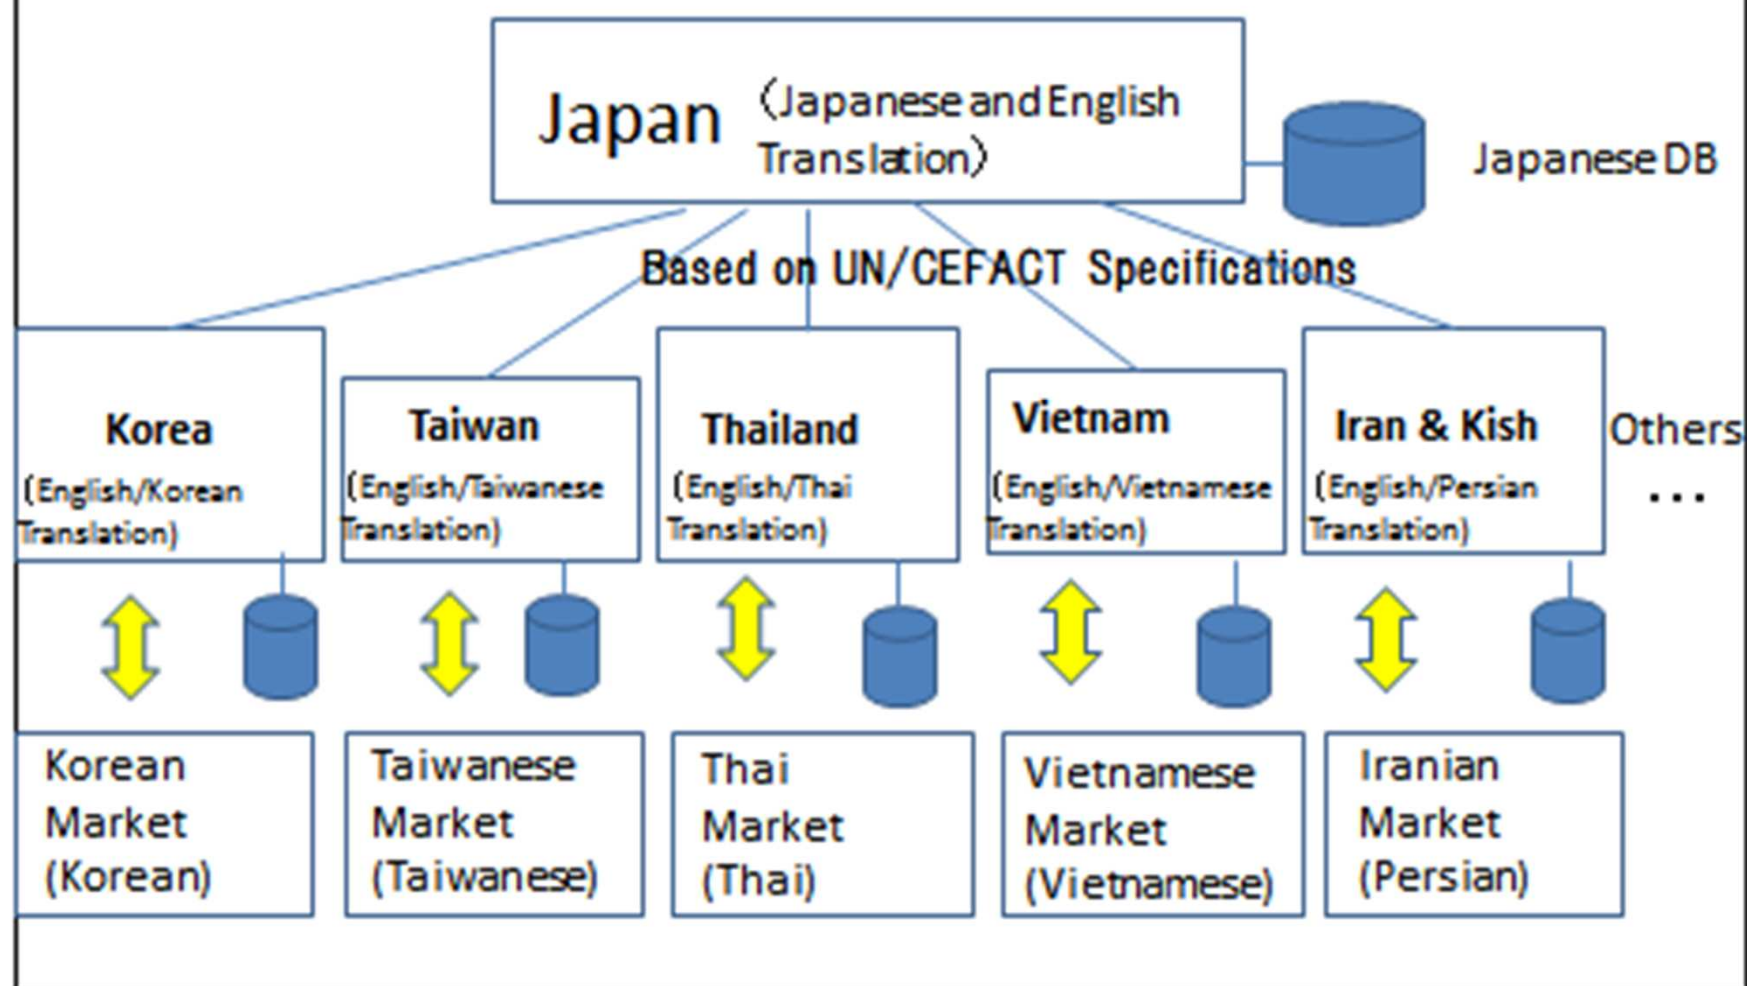 Japan
（Japanese and English
Translation）
Japanese DB
Based on UN/CEFACT Specifications
Korea
(English/Korean
Translation)
Taiwan
(English/Taiwanese
Translation)
Thailand
(English/Thai
Translation)
Vietnam
(English/Vietnamese
Translation)
Iran & Kish
(English/Persian
Translation)
Others
...
Korean
Market
(Korean)
Taiwanese
Market
(Taiwanese)
Thai
Market
(Thai)
Vietnamese
Market
(Vietnamese)
Iranian
Market
(Persian)